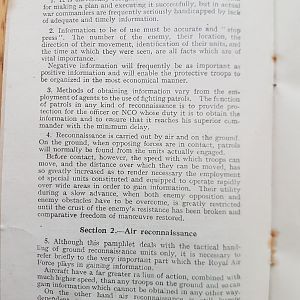 for making a plan and executing it successfully, but in actual
war commanders are frequently seriously handicapped by lack
of adequate and timely information.
2. Information to be of use must be accurate and "stop
press". The number of the enemy, their location, the
direction of their movement, identification of their units, and
the time at which they were seen, are all facts which are of
vital importance.
Negative information will frequently be as important as
positive information and will enable the protective troops to
be organized in the most economical manner.
3. Methods of obtaining information vary from the em-
ployment of agents to the use of fighting patrols. The function
of patrols in any kind of reconnaissance is to provide pro-
tection for the officer or NCO whose duty it is to obtain the
information and to ensure that it reaches his superior com-
mander with the minimum delay.
4. Reconnaissance is carried out by air and on the ground.
On the ground, when opposing forces are in contact, patrols
will normally be found from the units actually engaged.
Before contact, however, the speed with which troops can
move, and the distance over which they can be moved, has
so greatly increased as to render necessary the employment
of special units constituted and equipped to operate rapidly
over wide areas in order to gain information. Their utility
during a slow advance, when both enemy opposition and
enemy obstacles have to be overcome, is greatly restricted
until the crust of the enemy's resistance has been broken and
comparative freedom of manœuvre restored.
Section 2.—Air reconnaissance
5. Although this pamphlet deals with the tactical hand-
ling of ground reconnaissance units only, it is necessary to
refer briefly to the very important part which the Royal Air
Force plays in gaining information.
Aircraft have a far greater radius of action, combined with
much higher speed, than any troops on the ground and so can
gain information which cannot be obtained in any other way.
On the other hand air reconnaissance